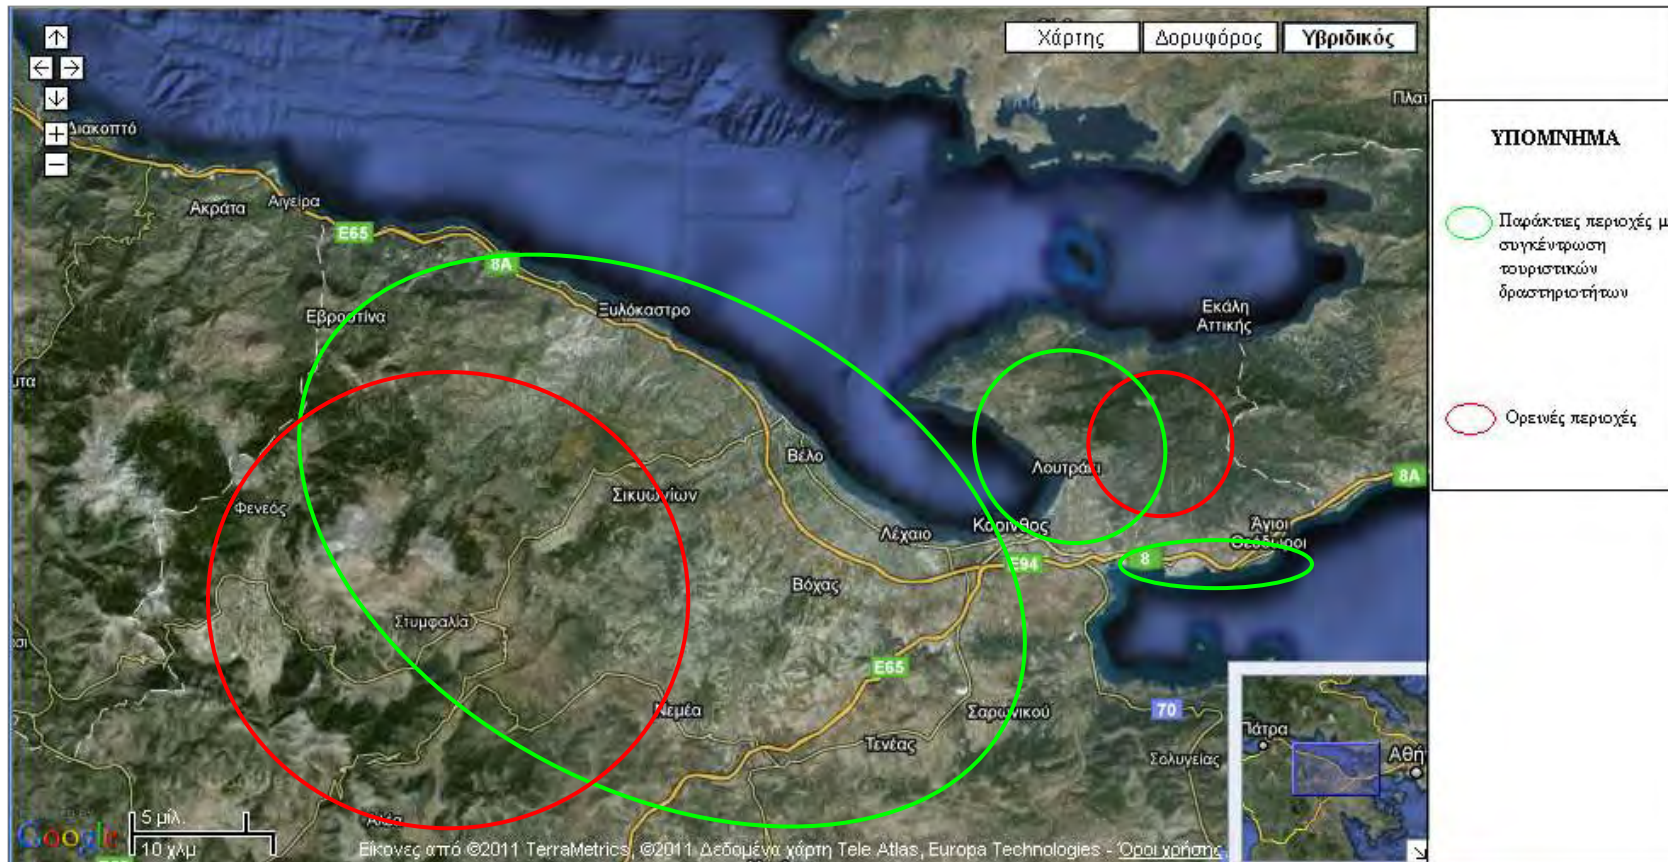 Χάρτης Δορυφόρος Υβριδικός
Διακοπτό
Ακράτα
Αιγείρα
E65
8A
Εβροστίνα
Ξυλόκαστρο
Εκάλη
Αττικής
Φενεός
Βέλο
Σικυωνίων
Λουτράκι
8A
Λέχαιο
Κόρινθος
Άγιοι
Θεόδωροι
E94
8
Βόχας
Στυμφαλία
E65
Νεμέα
Σαρωνικού
70
Τενέας
Σολυγείας
Αλέα
Πάτρα
Αθή
5 μίλ.
10 χλμ
Google
Εικόνες από ©2011 TerraMetrics, ©2011 Δεδομένα χάρτη Tele Atlas, Europa Technologies - Όροι χρήσης
ΥΠΟΜΝΗΜΑ
Παράκτιες περιοχές μ
συγκέντρωση
τουριστικών
δραστηριοτήτων
Ορεινές περιοχές